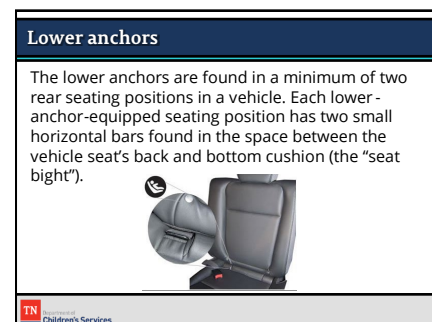 Lower anchors
The lower anchors are found in a minimum of two
rear seating positions in a vehicle. Each lower-
anchor-equipped seating position has two small
horizontal bars found in the space between the
vehicle seat’s back and bottom cushion (the “seat
bight”).
TN
Department of
Children's Services